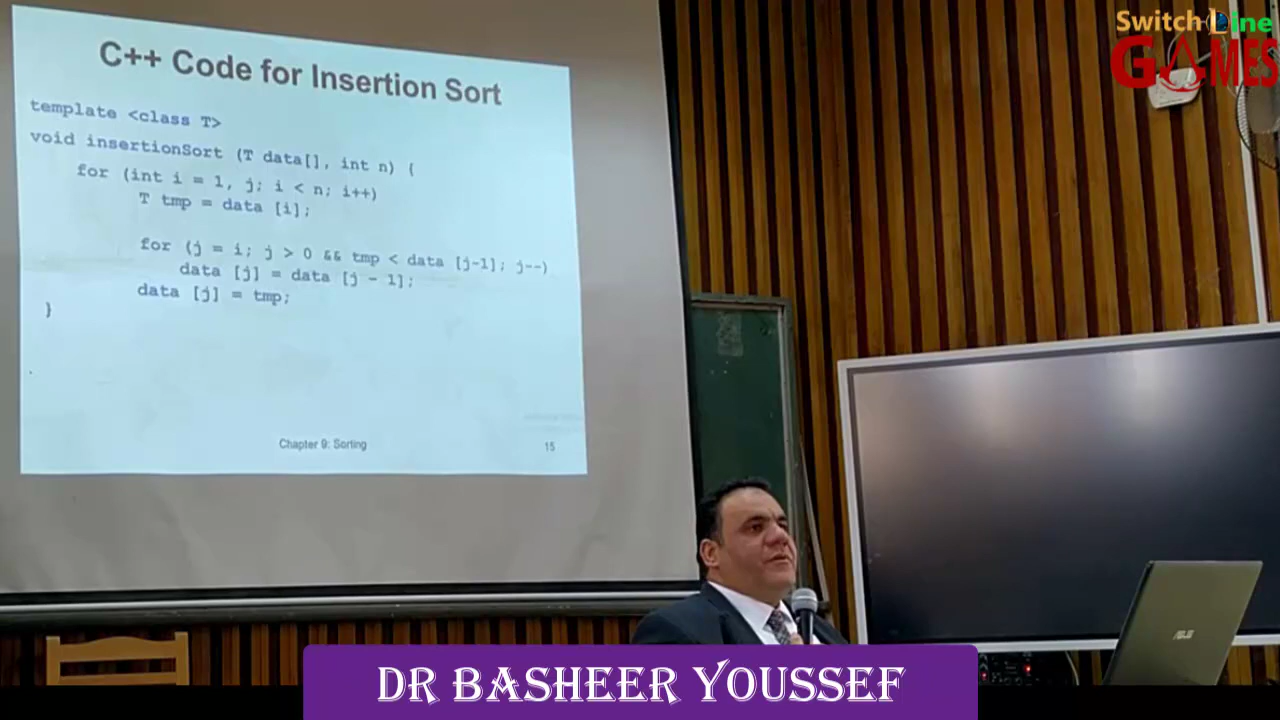 Switch Line
GAMES
C++ Code for Insertion Sort
template <class T>
void insertionSort (T data[], int n) {
for (int i = 1, j; i < n; i++)
T tmp = data [i];
for (j = i; j > 0 && tmp < data [j-1]; j--)
data [j] = data [j - 1];
data [j] = tmp;
}
Chapter 9: Sorting
15
ASUS
DR BASHEER YOUSSEF